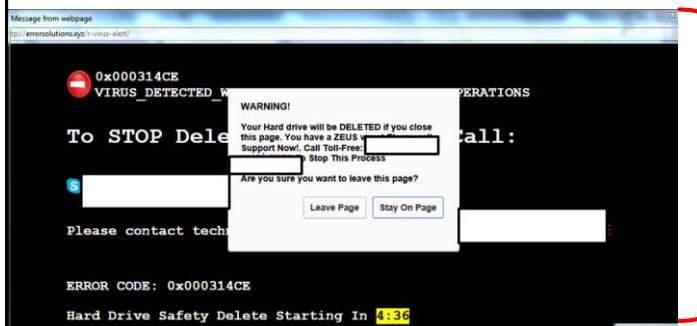 Message from webpage
tp://errorsolutions.xyz/r-virus-alert/
0x000314CE
VIRUS_DETECTED_W PERATIONS
To STOP Dele all:
WARNING!
Your Hard drive will be DELETED if you close
this page. You have a ZEUS
Support Now!. Call Toll-Free:
To Stop This Process
Are you sure you want to leave this page?
Leave Page Stay On Page
Please contact tech
ERROR CODE: 0x000314CE
Hard Drive Safety Delete Starting In 4:36